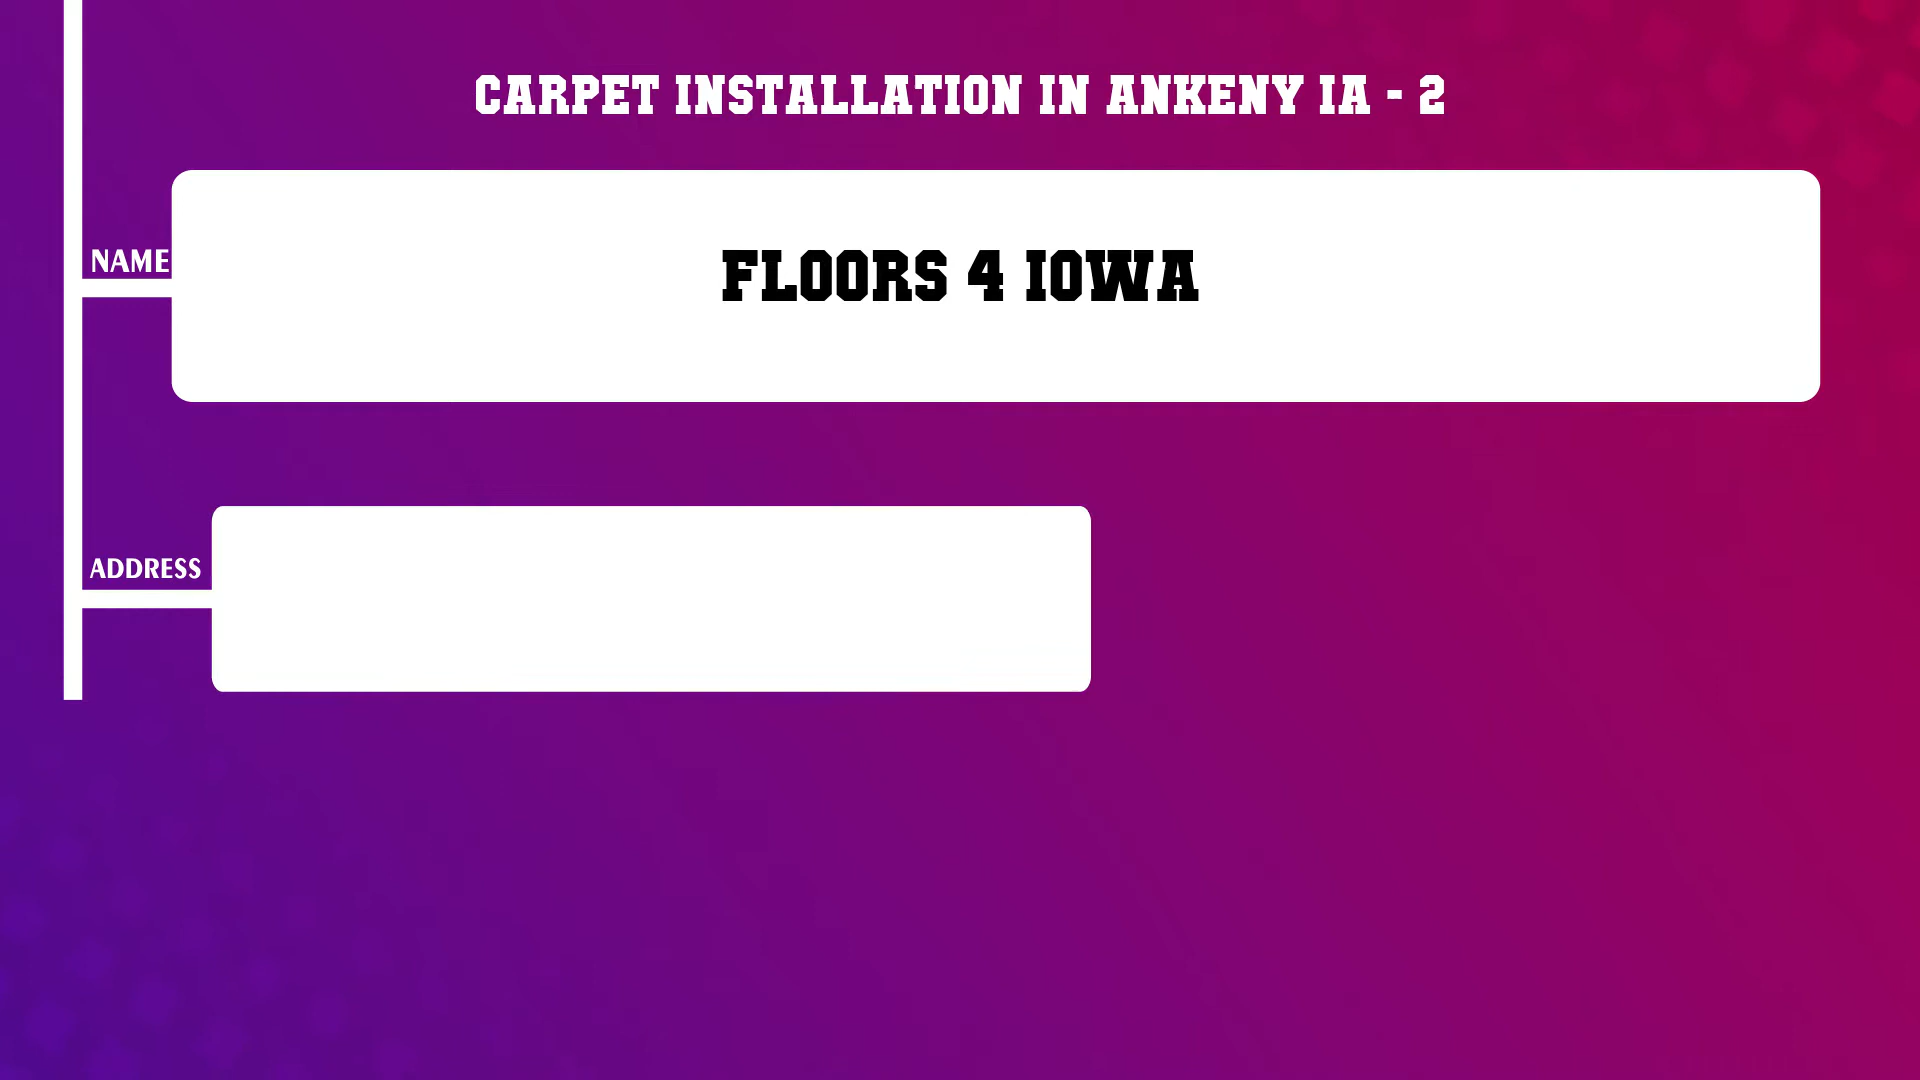 CARPET INSTALLATION IN ANKENY IA - 2
NAME
FLOORS 4 IOWA
ADDRESS